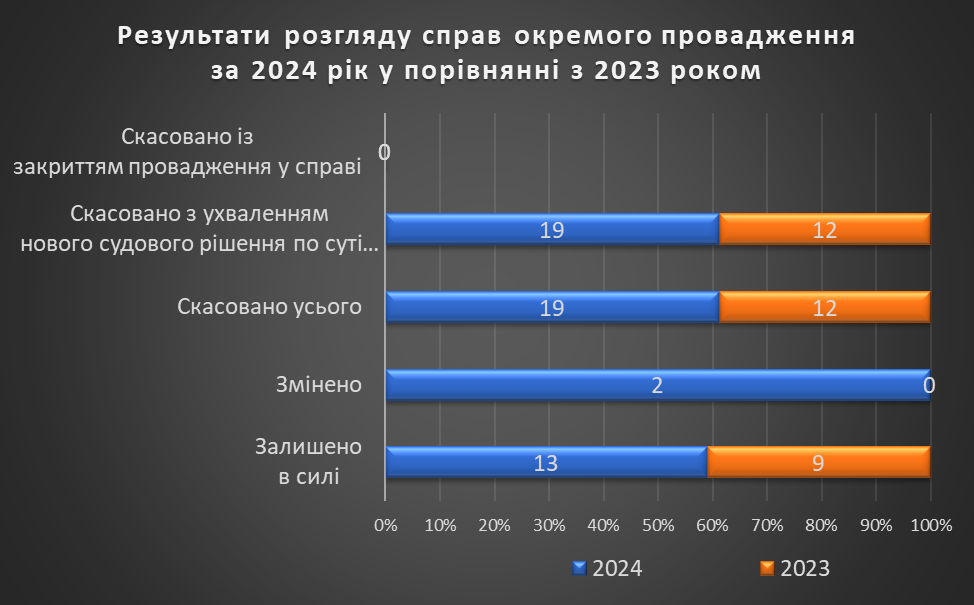 Результати розгляду справ окремого провадження
за 2024 рік у порівнянні з 2023 роком
Скасовано із
закриттям провадження у справі
0
Скасовано з ухваленням
нового судового рішення по суті...
19
12
Скасовано усього
19
12
Змінено
2
0
Залишено
в силі
13
9
0% 10% 20% 30% 40% 50% 60% 70% 80% 90% 100%
2024 2023